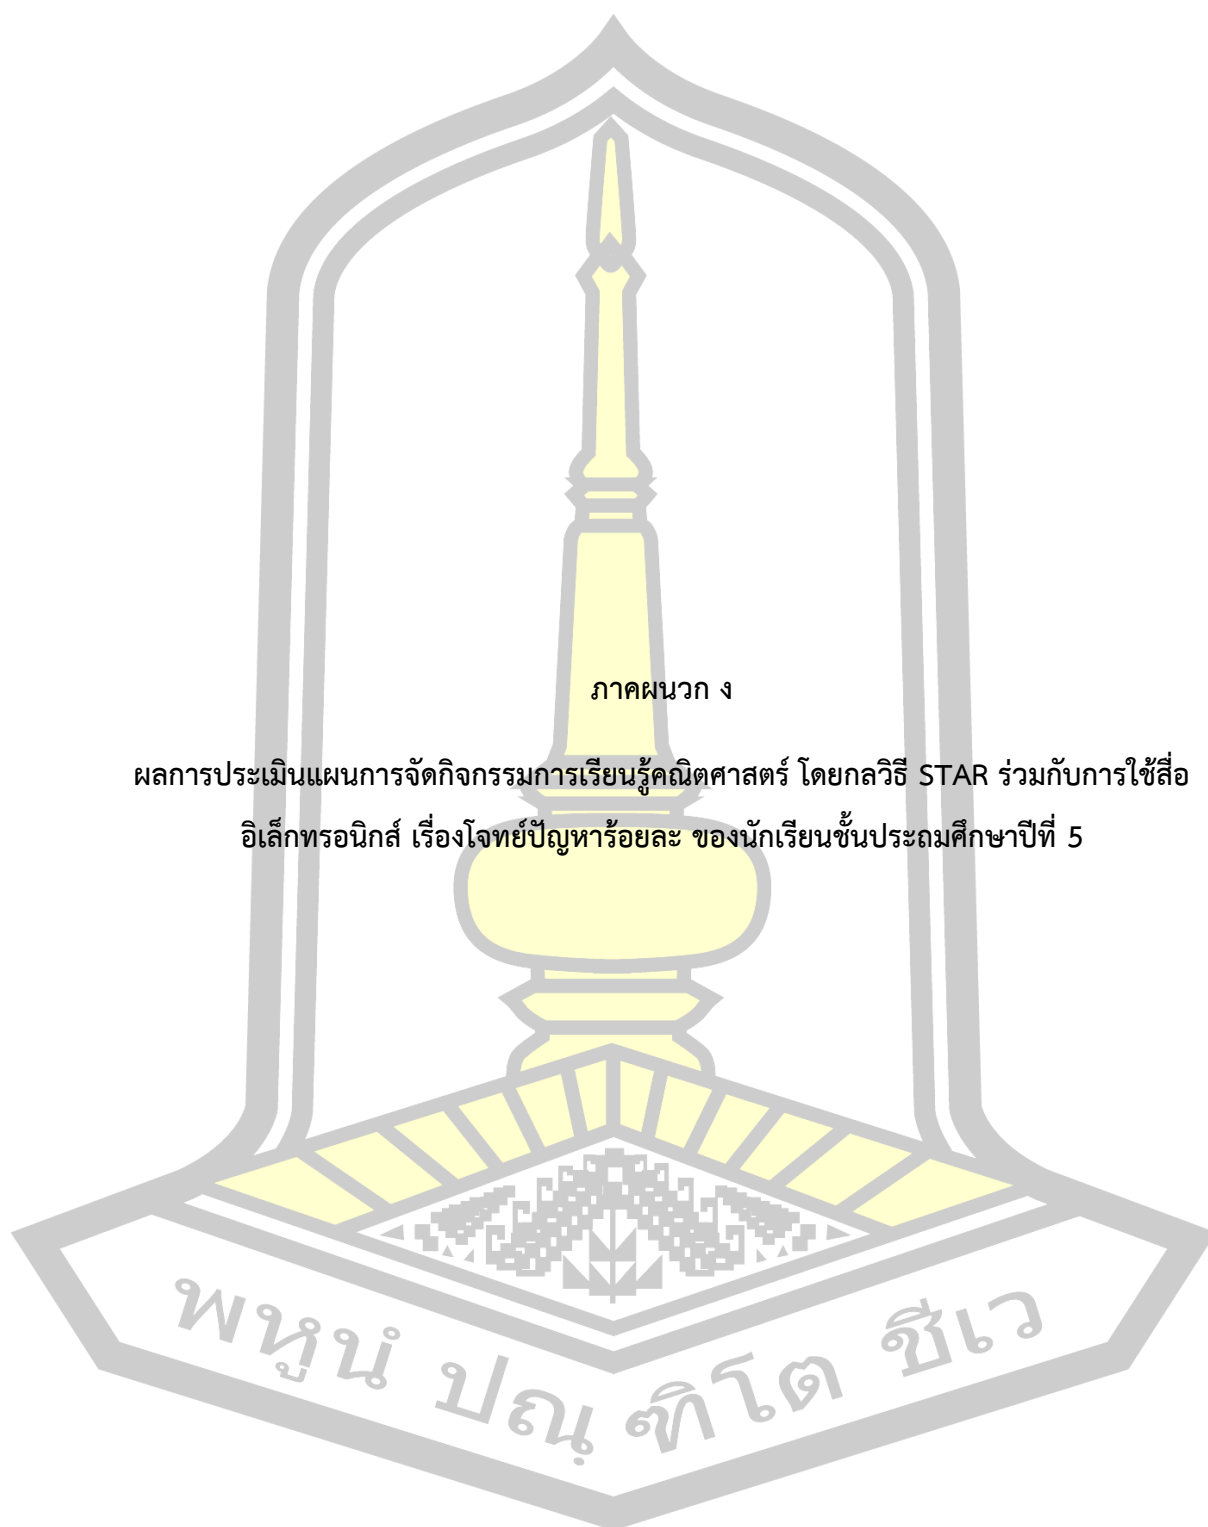 ภาคผนวก ง
ผลการประเมินแผนการจัดกิจกรรมการเรียนรู้คณิตศาสตร์ โดยกลวิธี STAR ร่วมกับการใช้สื่อ
อิเล็กทรอนิกส์ เรื่องโจทย์ปัญหาร้อยละ ของนักเรียนชั้นประถมศึกษาปีที่ 5
พหูนํ ปณฺฑิโต ชีเว